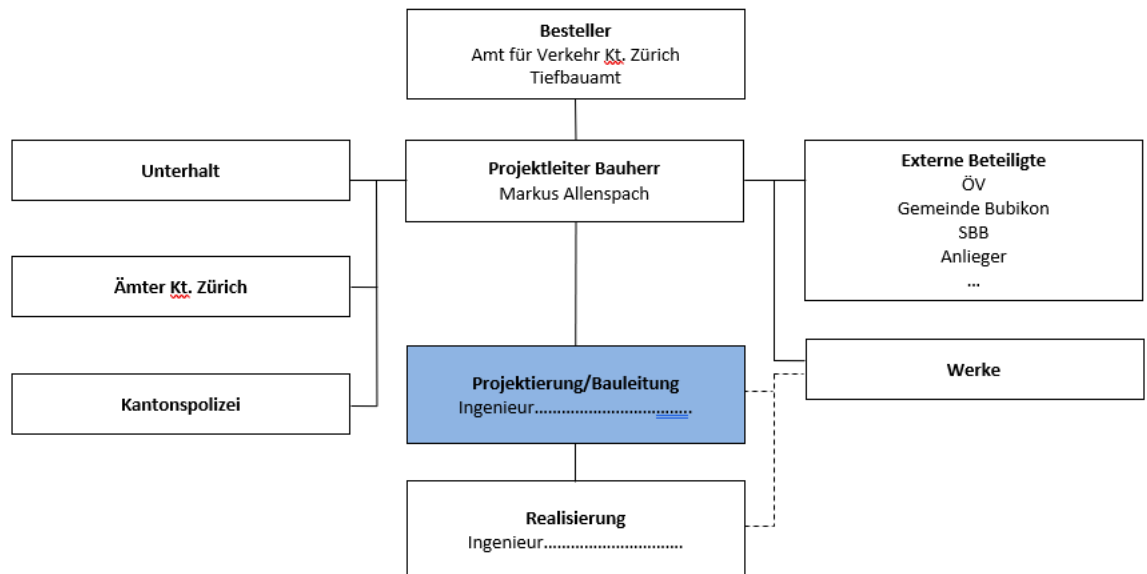 Besteller
Amt für Verkehr Kt. Zürich
Tiefbauamt
Unterhalt
Projektleiter Bauherr
Markus Allenspach
Externe Beteiligte
ÖV
Gemeinde Bubikon
SBB
Anlieger
...
Ämter Kt. Zürich
Projektierung/Bauleitung
Ingenieur..........................................
Werke
Kantonspolizei
Realisierung
Ingenieur...............................